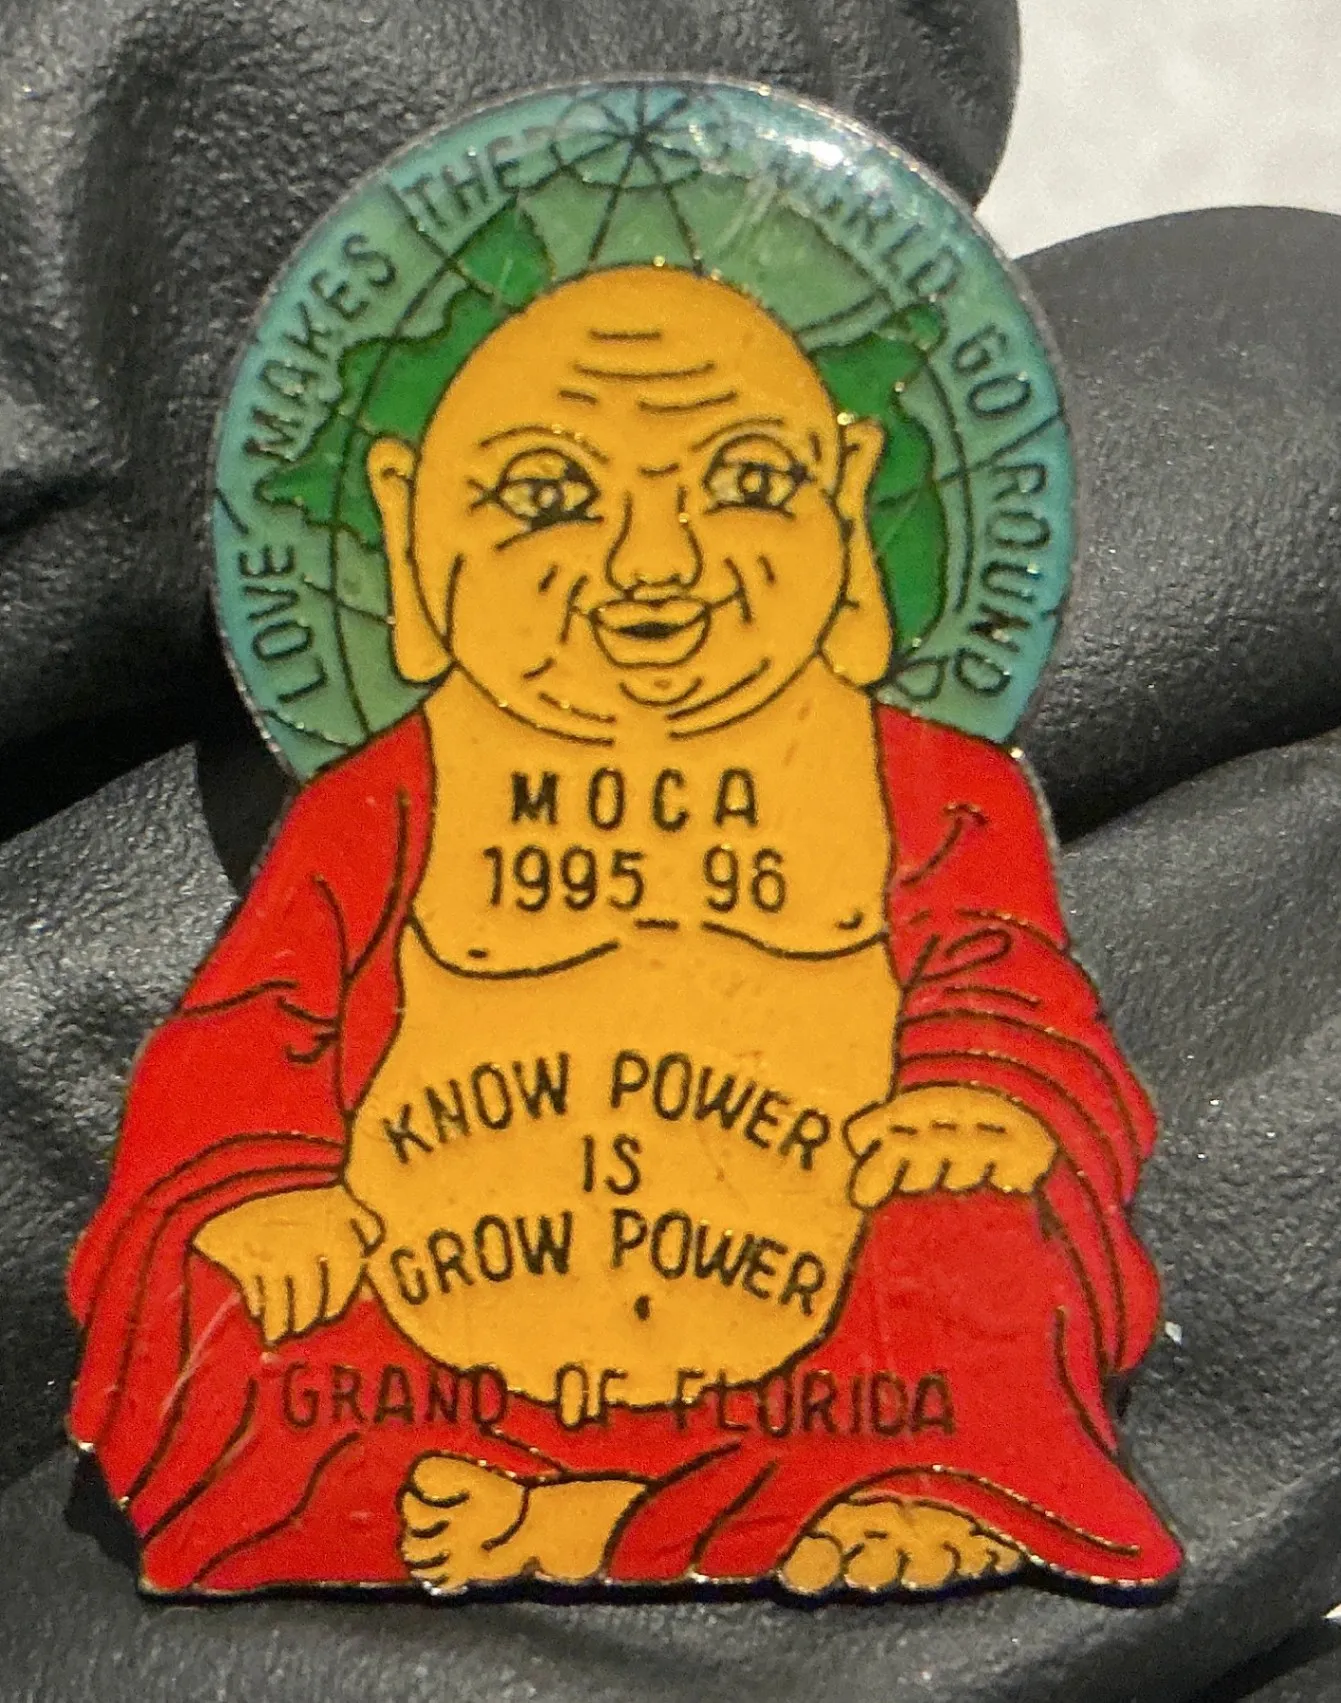 LOVE MAKES THE WORLD GO ROUND
MOCA
1995_96
KNOW POWER
IS
GROW POWER
GRAND OF FLORIDA